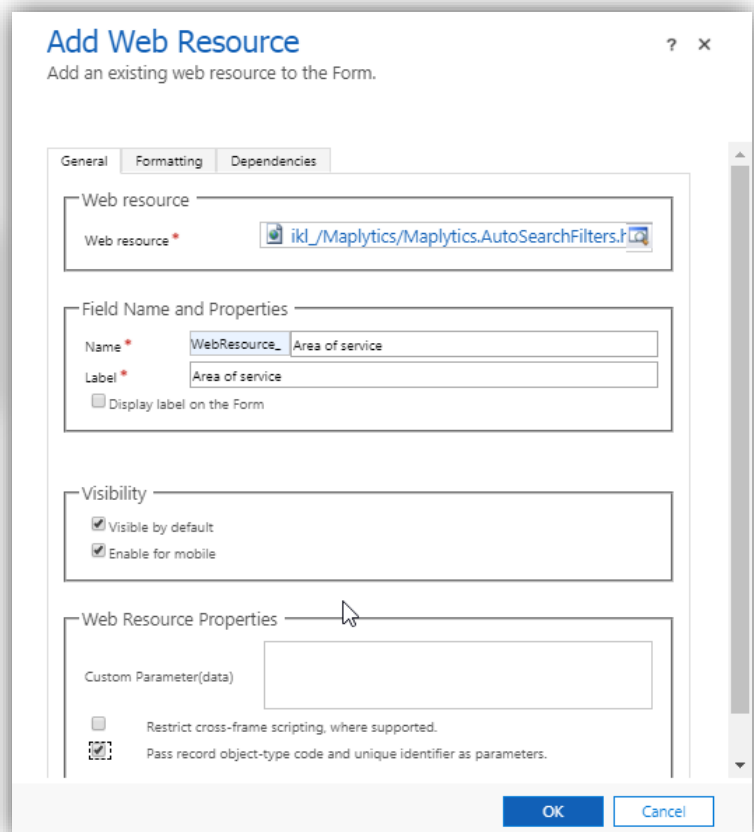 Add Web Resource
? ×
Add an existing web resource to the Form.
General Formatting Dependencies
Web resource
Web resource * ikl_/Maplytics/Maplytics.AutoSearchFilters.h
Field Name and Properties
Name * WebResource_ Area of service
Label * Area of service
Display label on the Form
Visibility
Visible by default
Enable for mobile
Web Resource Properties
Custom Parameter(data)
Restrict cross-frame scripting, where supported.
Pass record object-type code and unique identifier as parameters.
OK Cancel